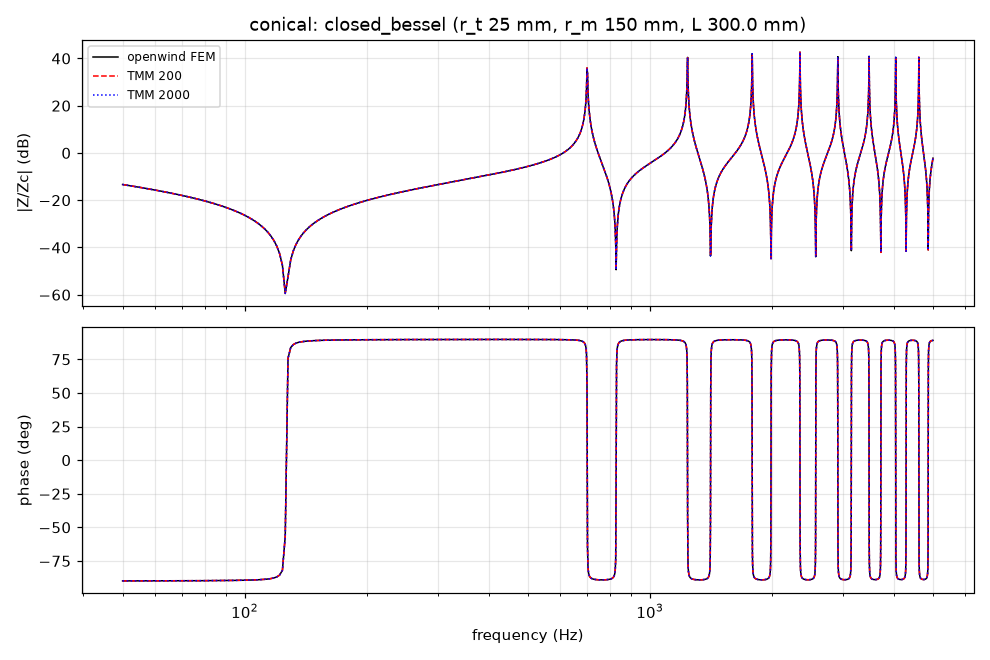 conical: closed_bessel (r_t 25 mm, r_m 150 mm, L 300.0 mm)
openwind FEM
TMM 200
TMM 2000
|Z/Zc| (dB)
40
20
0
−20
−40
−60
phase (deg)
75
50
25
0
−25
−50
−75
10²
10³
frequency (Hz)